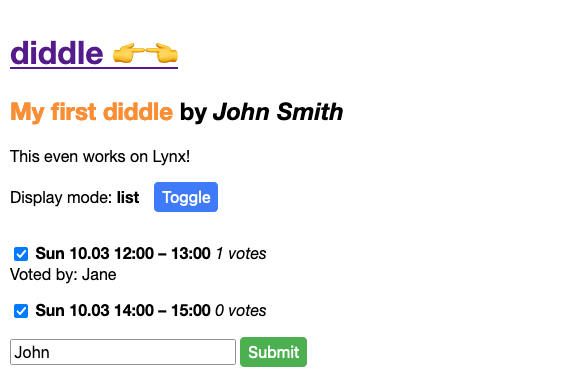 diddle 👉👈
My first diddle by John Smith
This even works on Lynx!
Display mode: list Toggle
Sun 10.03 12:00 – 13:00 1 votes
Voted by: Jane
Sun 10.03 14:00 – 15:00 0 votes
John Submit